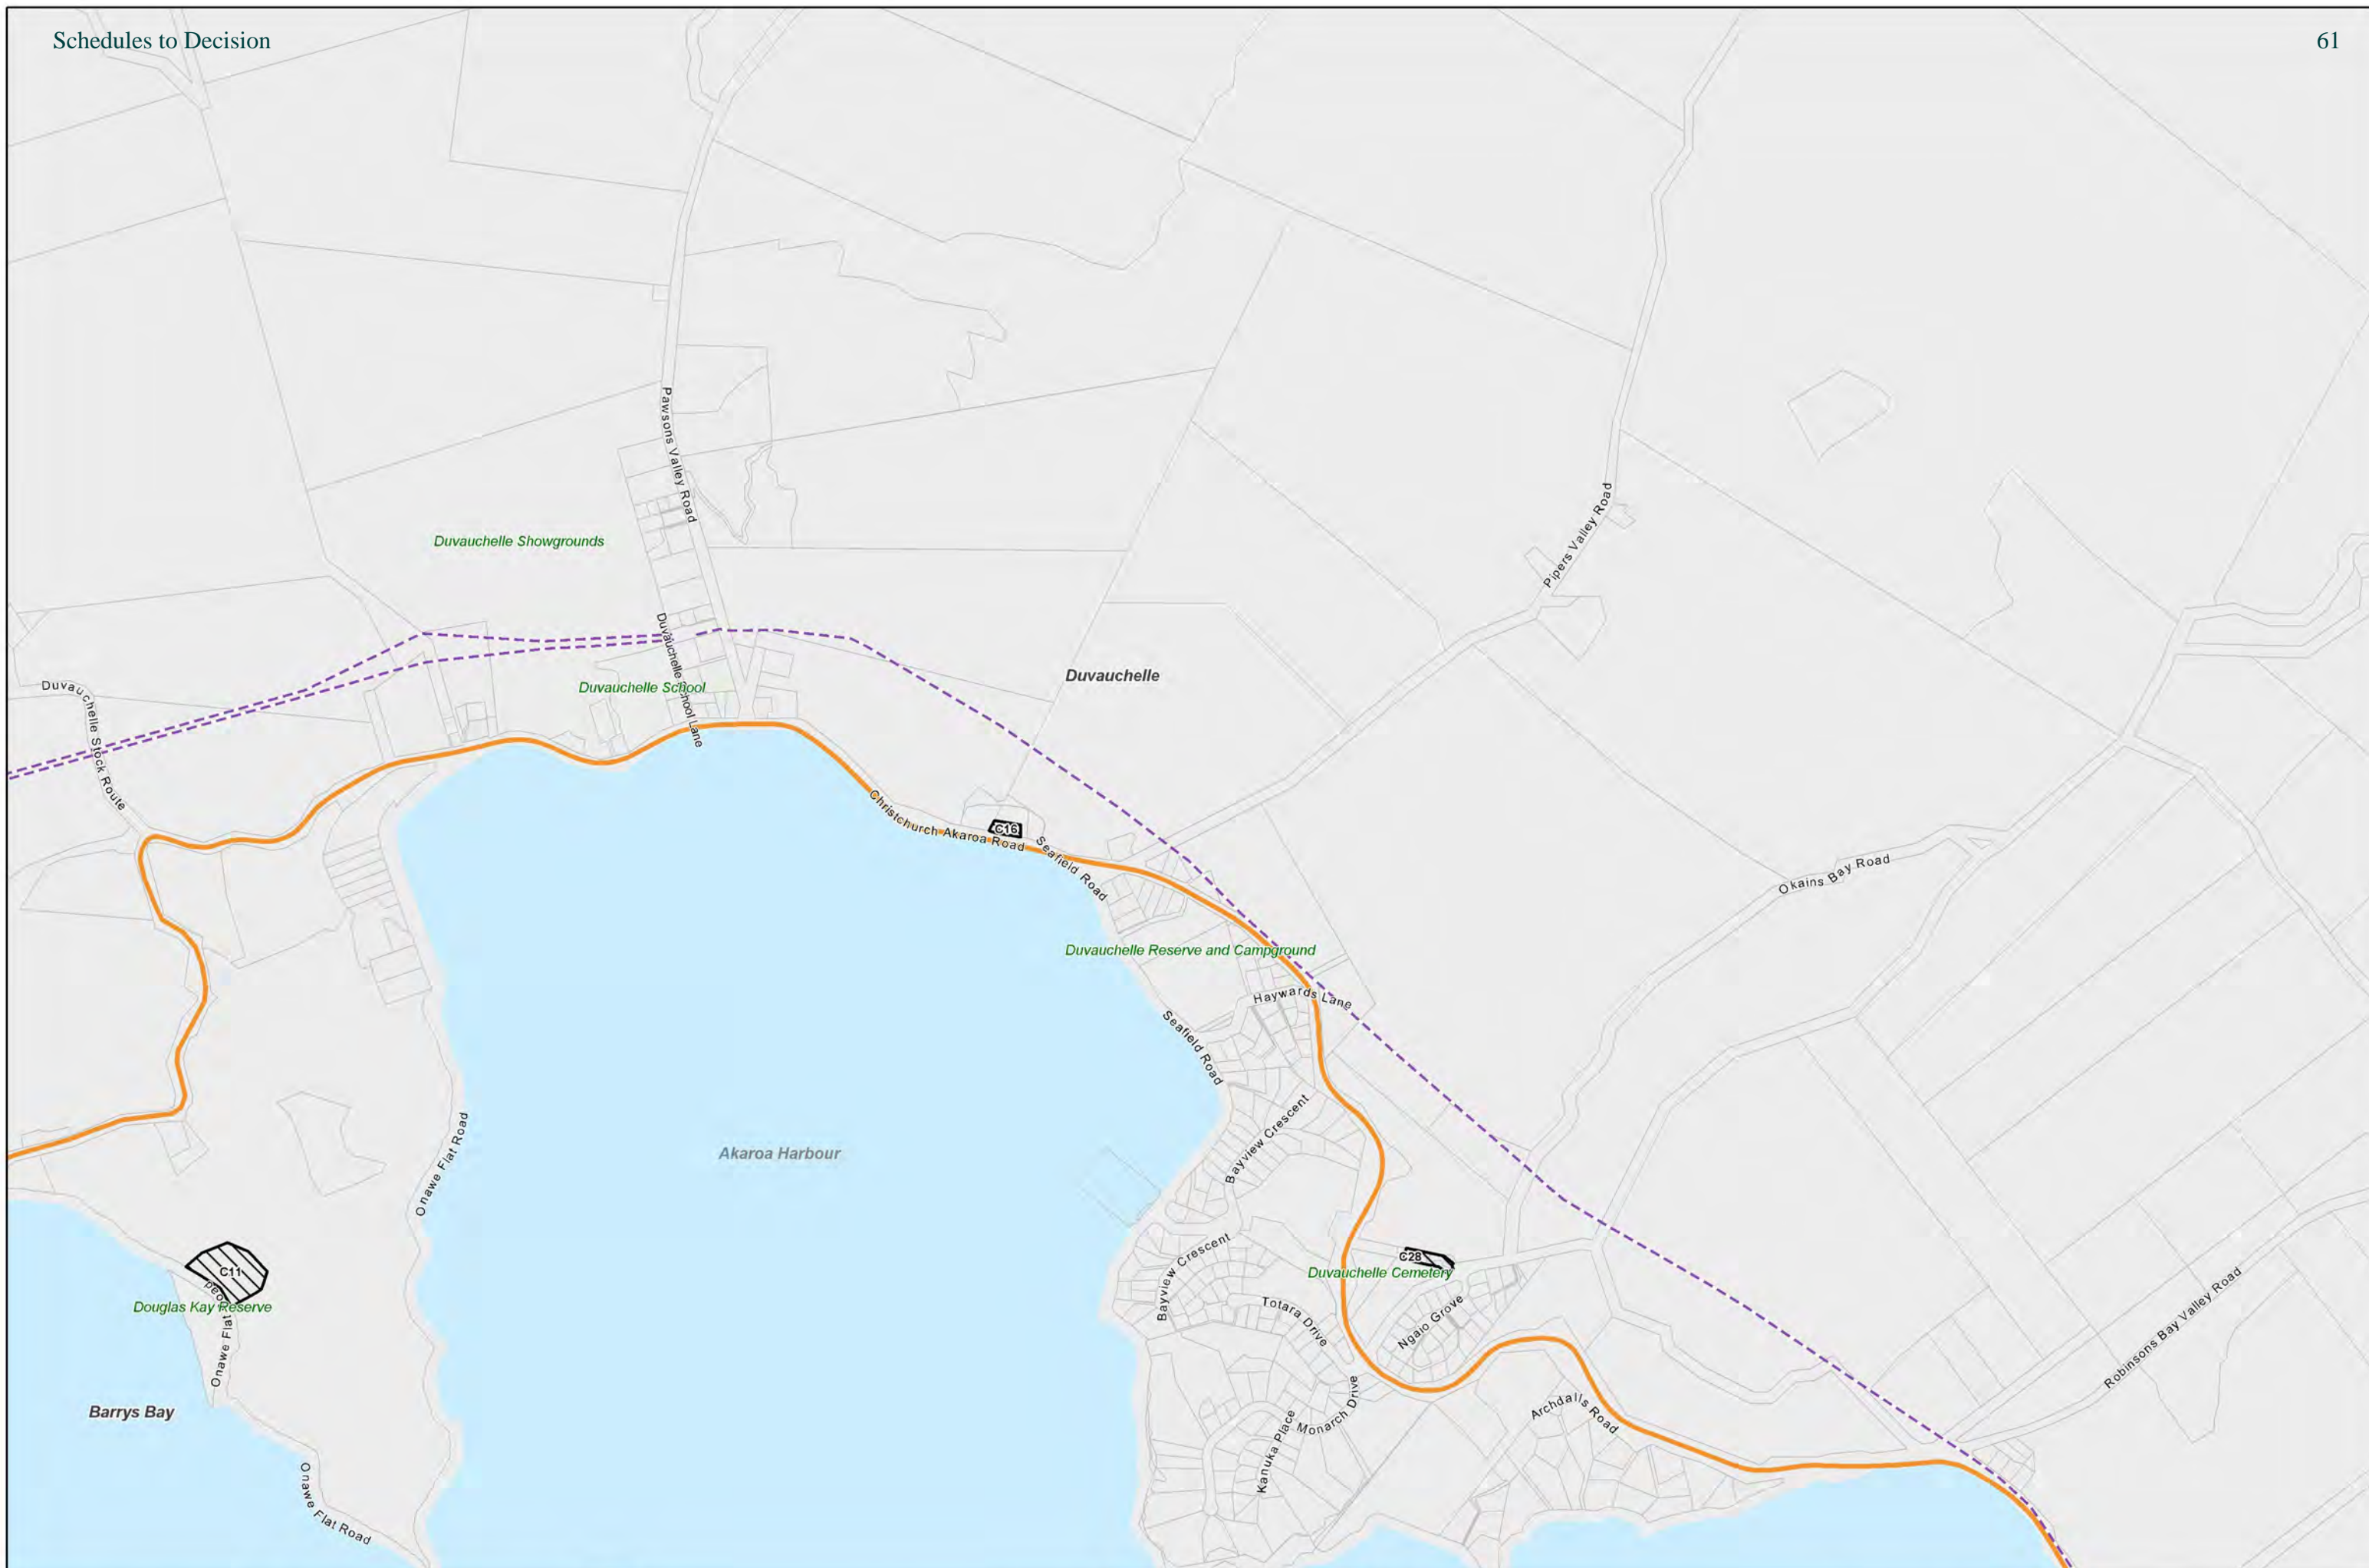 Schedules to Decision
61
Pawsons Valley Road
Pipers Valley Road
Duvauchelle Showgrounds
Duvauchelle School Lane
Duvauchelle
Duvauchelle School
Duvauchelle Stock Route
Christchurch Akaroa Road
C16
Seafield Road
Okains Bay Road
Duvauchelle Reserve and Campground
Haywards Lane
Seafield Road
Bayview Crescent
Onawe Flat Road
Akaroa Harbour
Bayview Crescent
C28
Duvauchelle Cemetery
C11
Douglas Kay Reserve
Onawe Flat Road
Totara Drive
Ngaio Grove
Robinsons Bay Valley Road
Barrys Bay
Monarch Drive
Archdalls Road
Kanuka Place
Onawe Flat Road